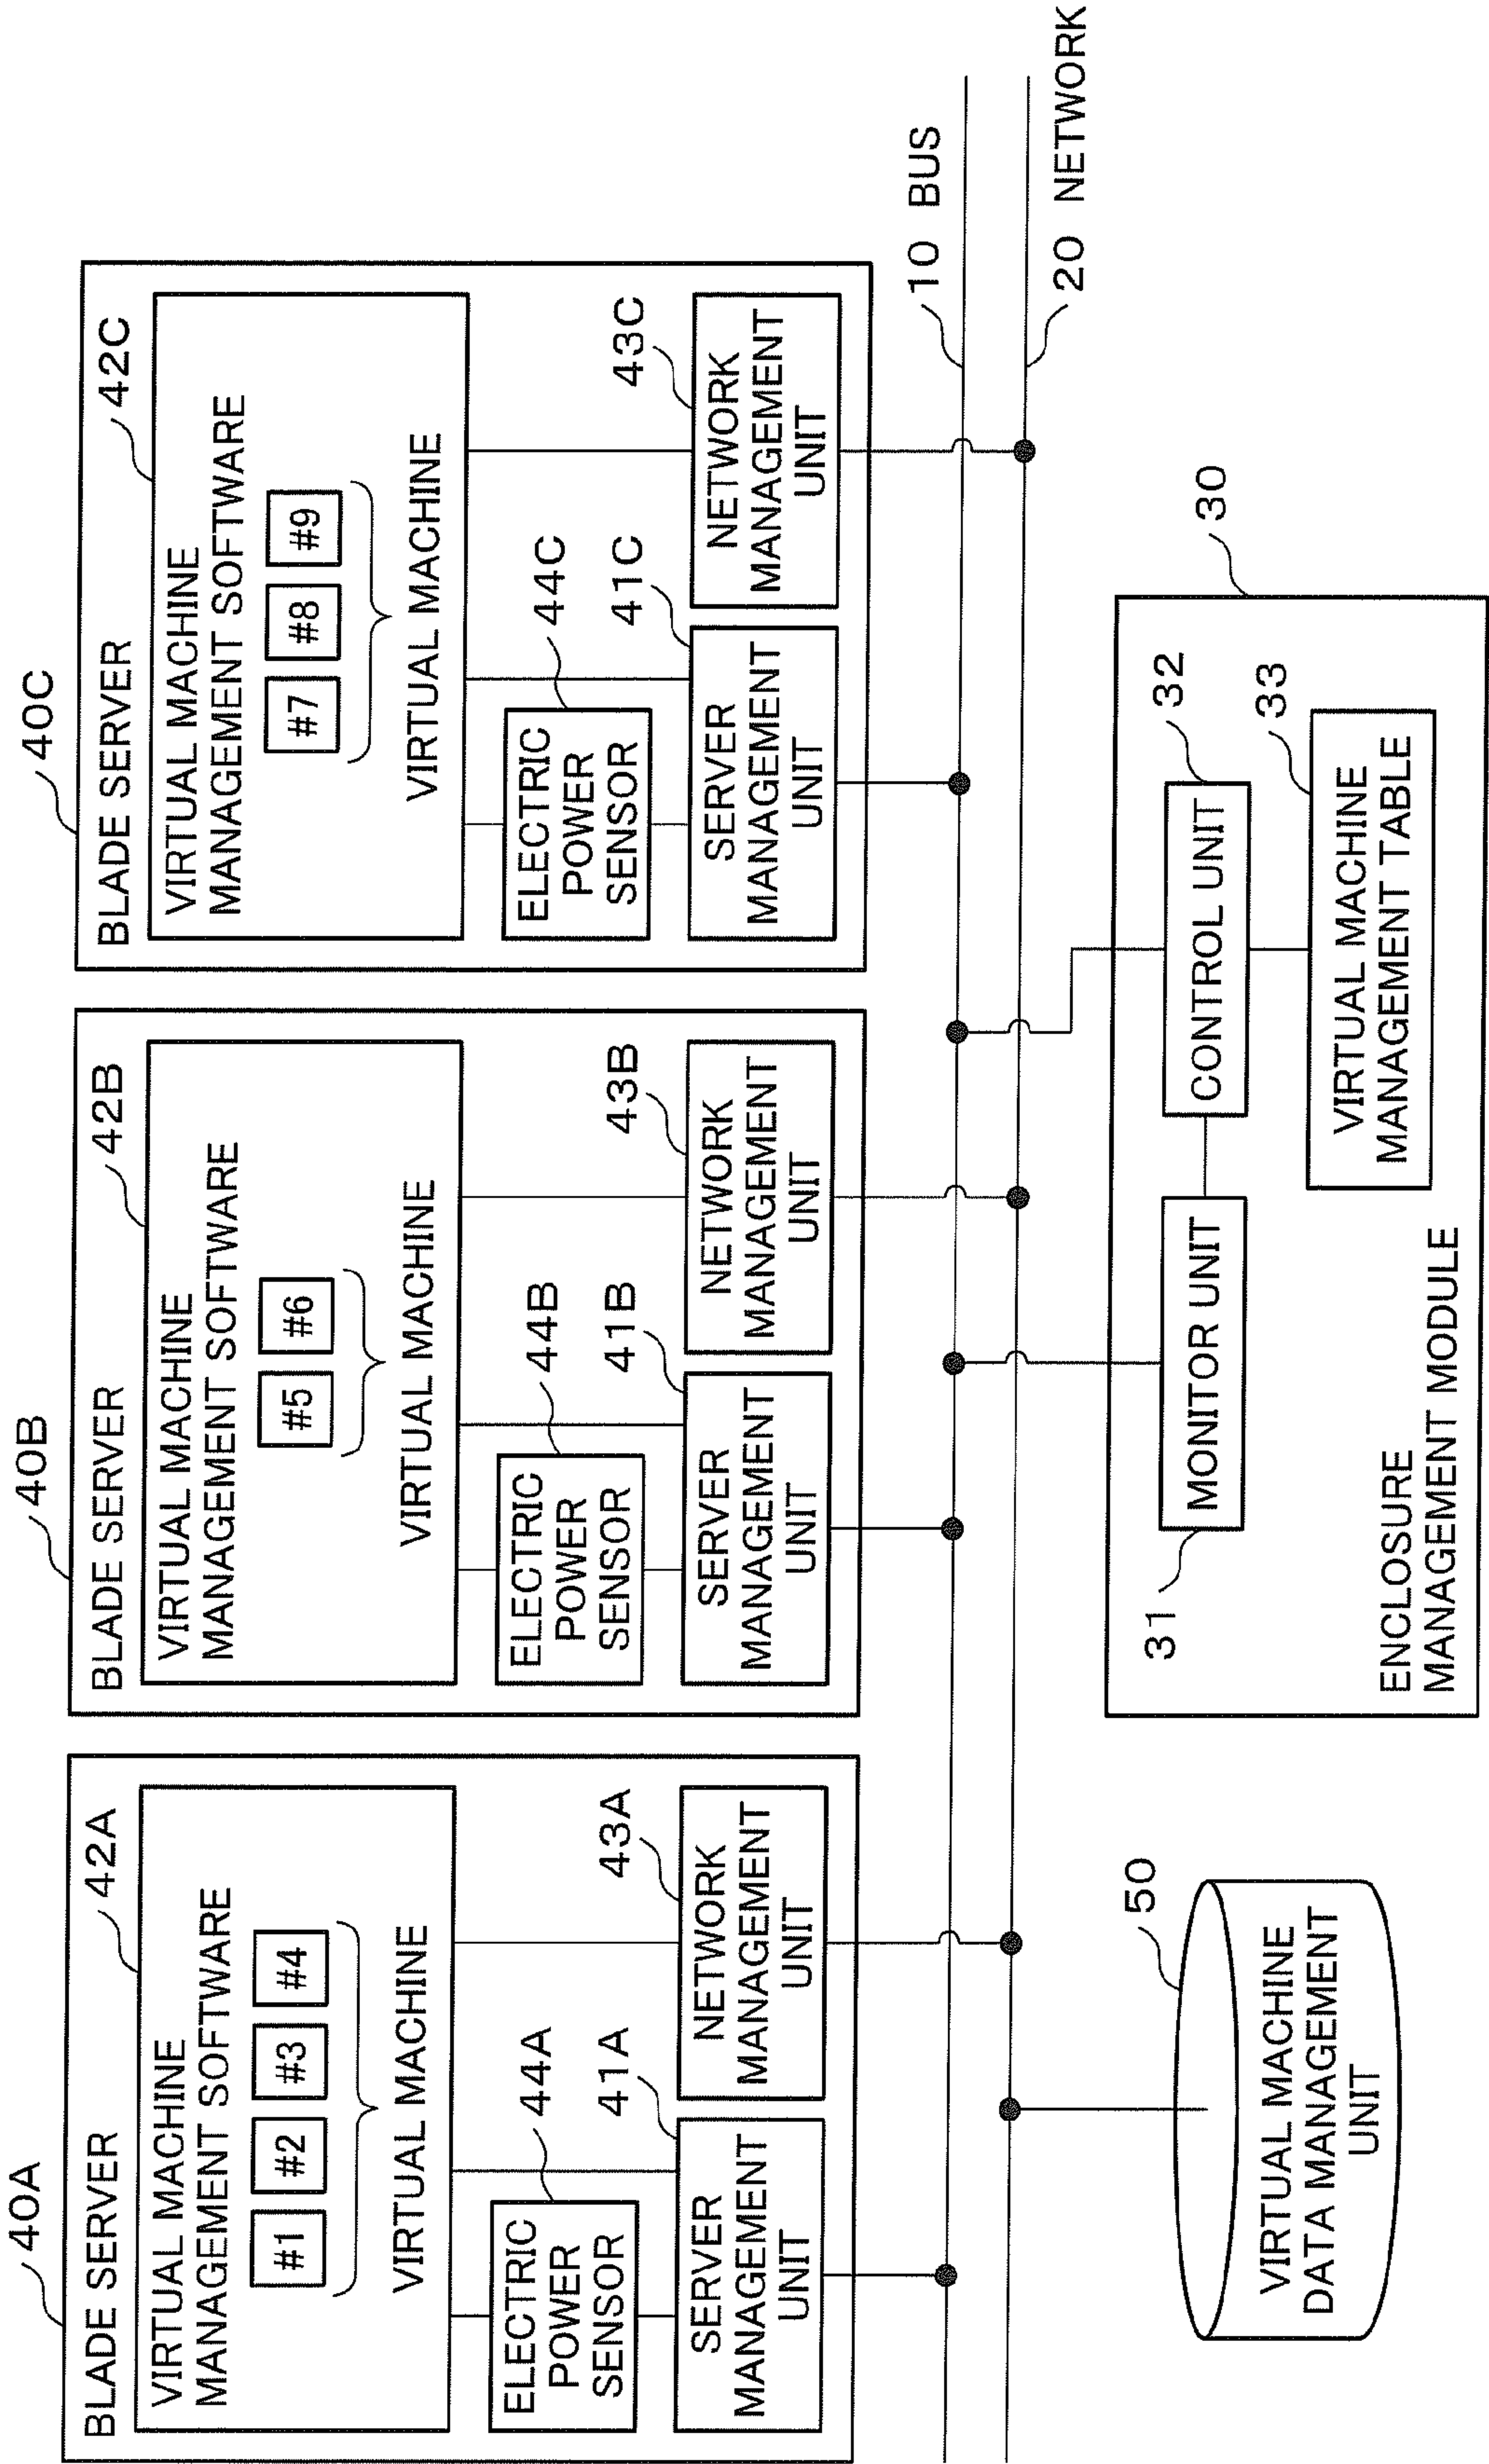 40A
BLADE SERVER
42A
VIRTUAL MACHINE
MANAGEMENT SOFTWARE
#1
#2
#3
#4
VIRTUAL MACHINE
44A
ELECTRIC
POWER
SENSOR
41A
SERVER
MANAGEMENT
UNIT
43A
NETWORK
MANAGEMENT
UNIT
40B
BLADE SERVER
42B
VIRTUAL MACHINE
MANAGEMENT SOFTWARE
#5
#6
VIRTUAL MACHINE
44B
ELECTRIC
POWER
SENSOR
41B
SERVER
MANAGEMENT
UNIT
43B
NETWORK
MANAGEMENT
UNIT
40C
BLADE SERVER
42C
VIRTUAL MACHINE
MANAGEMENT SOFTWARE
#7
#8
#9
VIRTUAL MACHINE
44C
ELECTRIC
POWER
SENSOR
41C
SERVER
MANAGEMENT
UNIT
43C
NETWORK
MANAGEMENT
UNIT
10 BUS
20 NETWORK
50
VIRTUAL MACHINE
DATA MANAGEMENT
UNIT
30
31
MONITOR UNIT
32
CONTROL UNIT
33
VIRTUAL MACHINE
MANAGEMENT TABLE
ENCLOSURE
MANAGEMENT MODULE